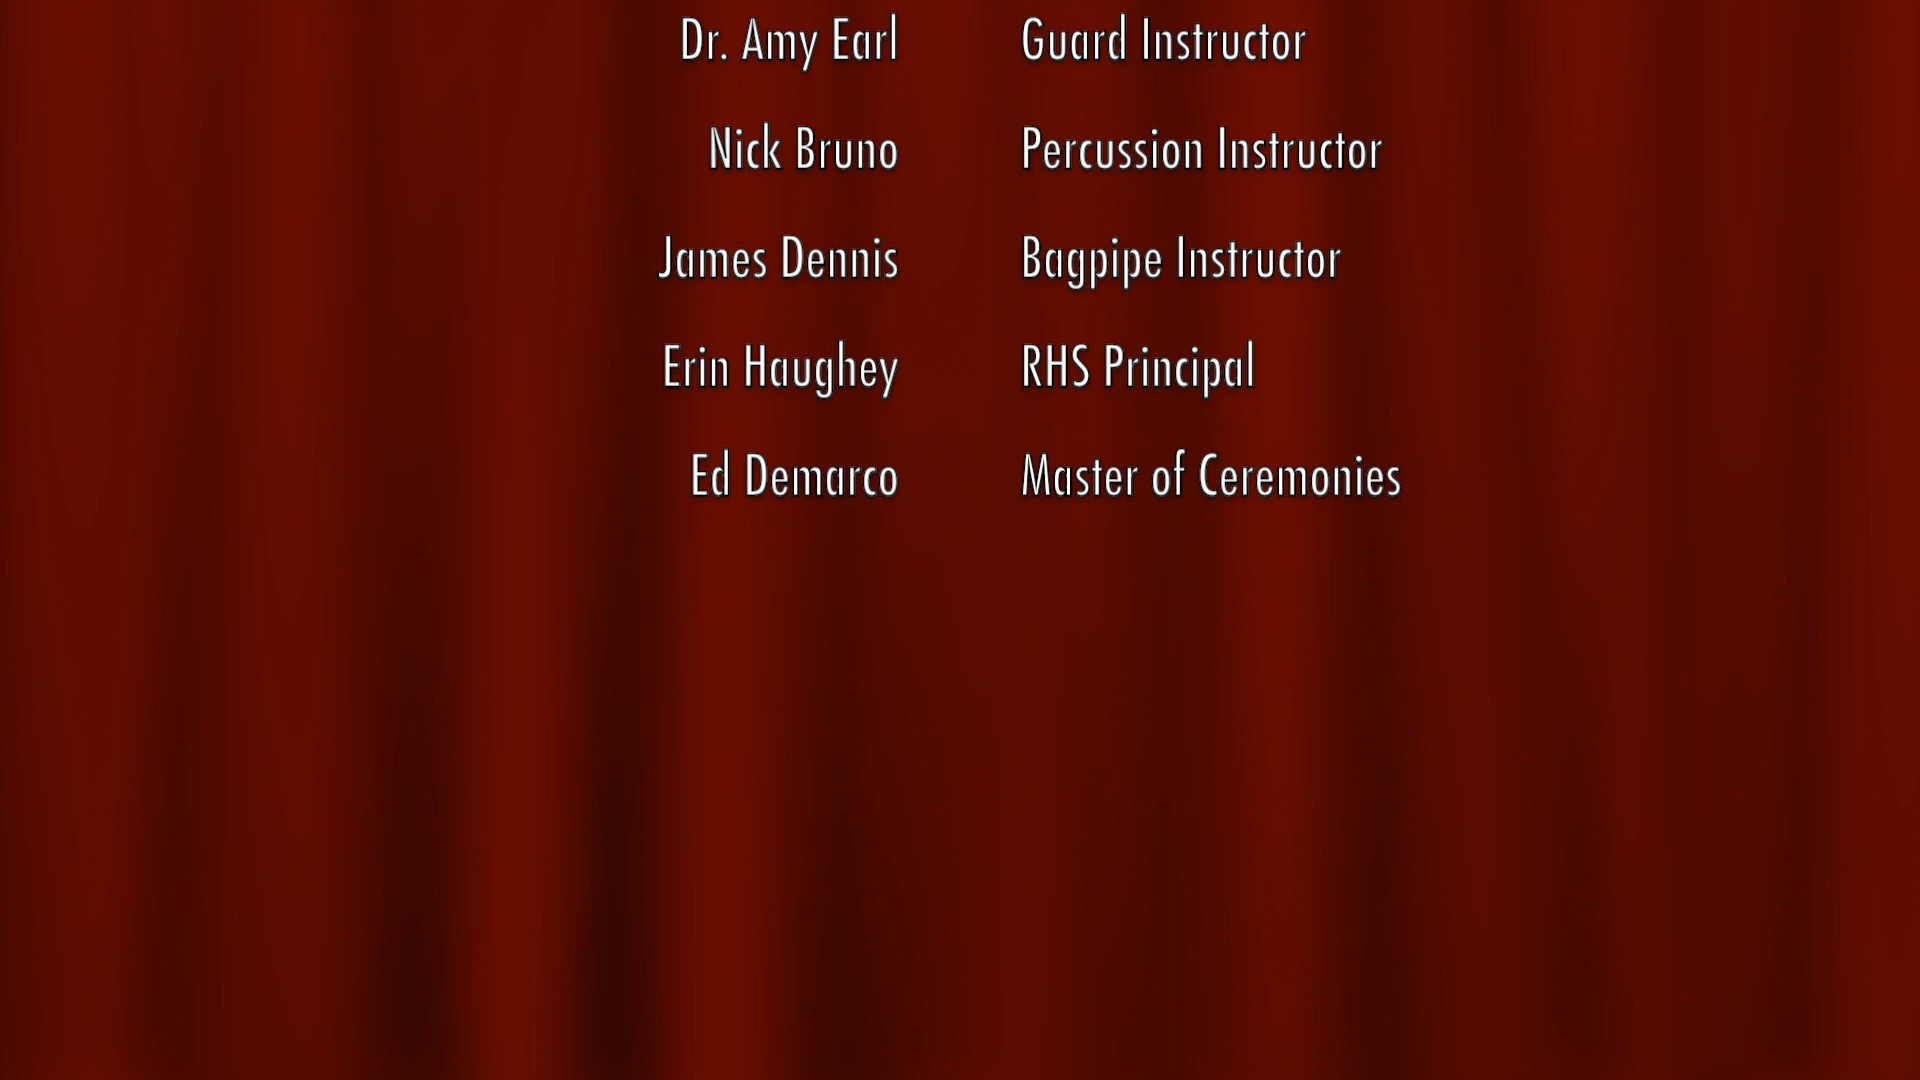 Dr. Amy Earl Guard Instructor
Nick Bruno Percussion Instructor
James Dennis Bagpipe Instructor
Erin Haughey RHS Principal
Ed Demarco Master of Ceremonies